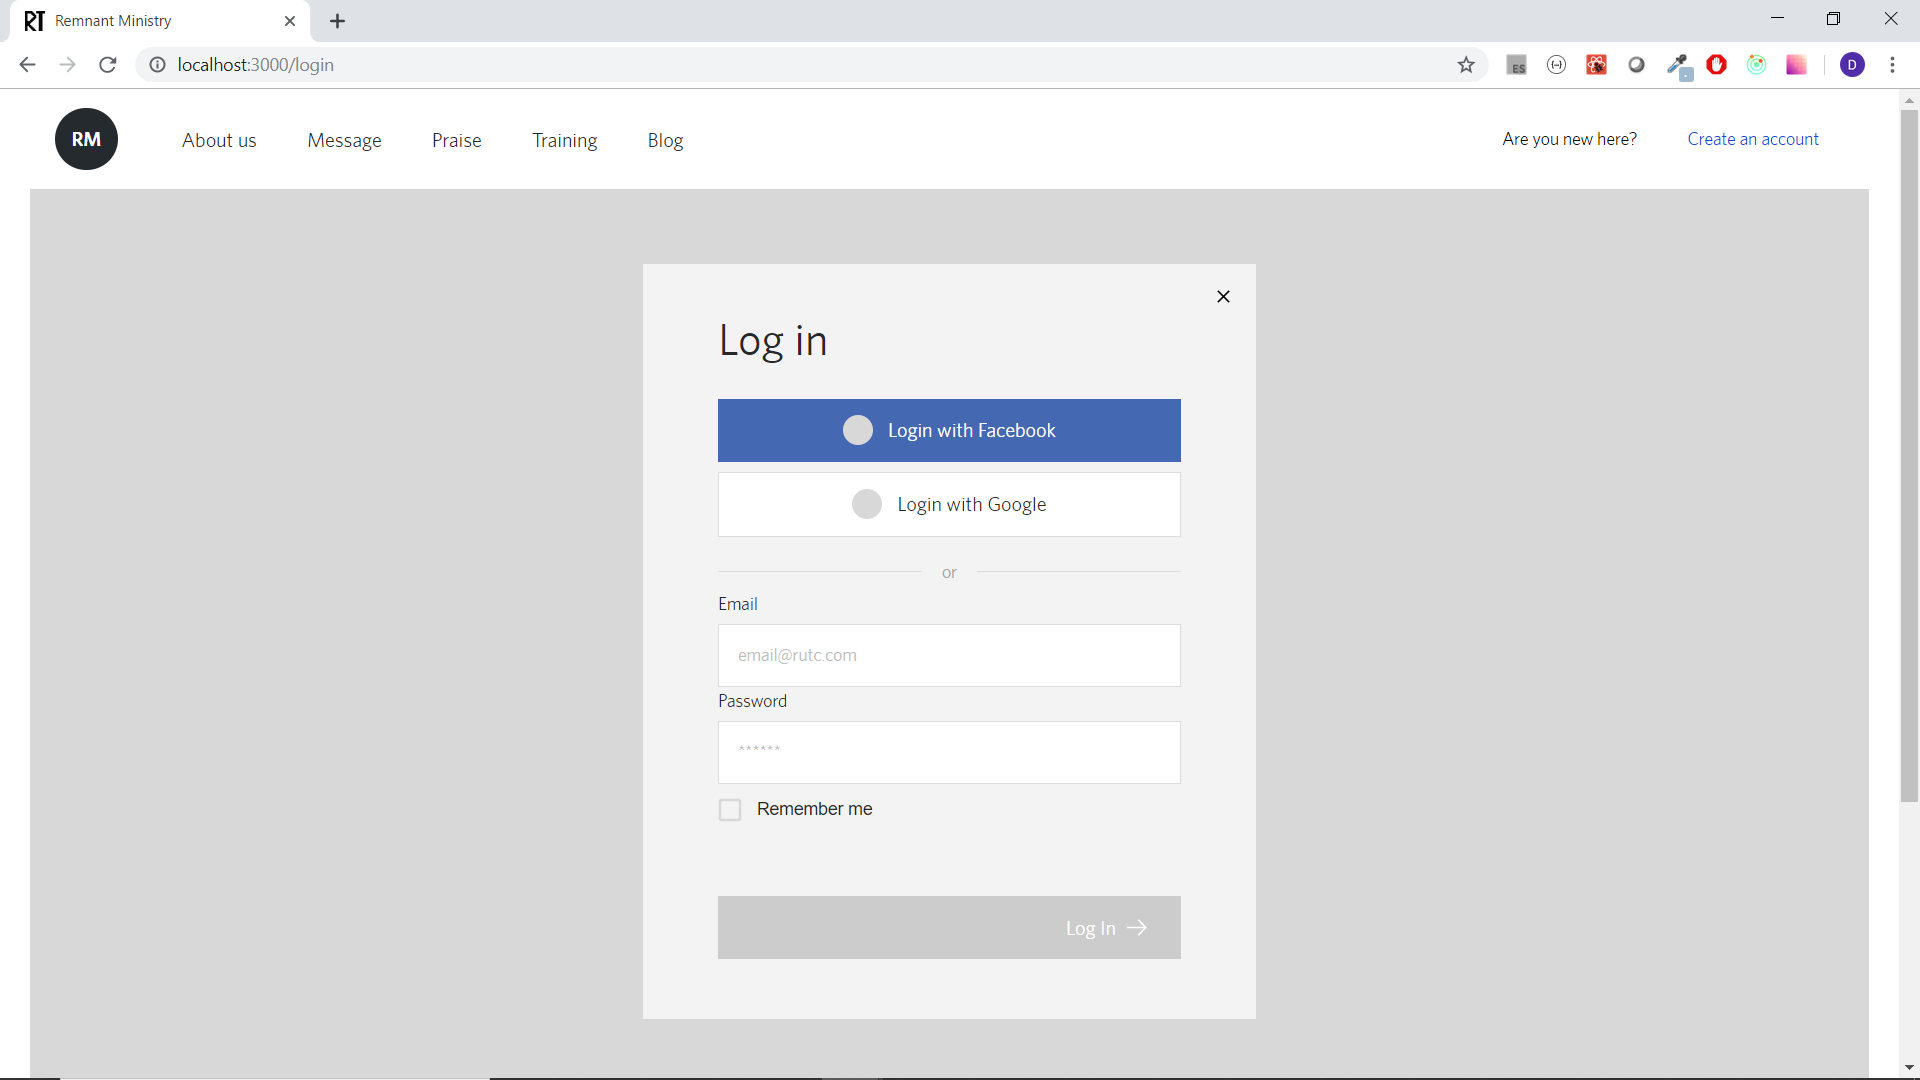 RT Remnant Ministry
localhost:3000/login
ES
D
RM
About us
Message
Praise
Training
Blog
Are you new here?
Create an account
Log in
Login with Facebook
Login with Google
or
Email
email@rutc.com
Password
******
Remember me
Log In